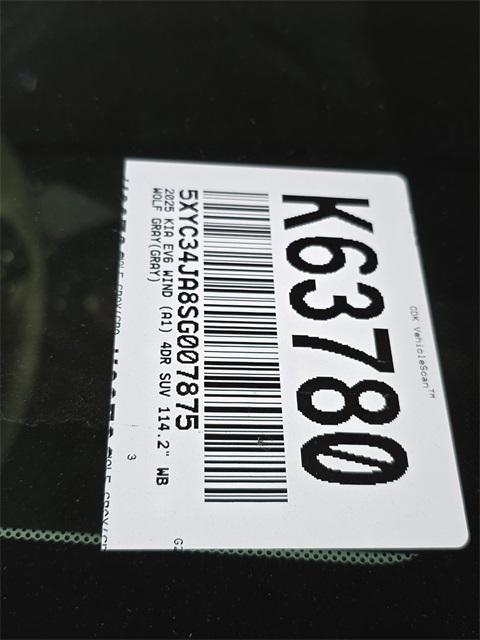 CDK VehicleScan™
K63780
5XYC34JA8SG007875
2025 KIA EV6 WIND (A1) 4DR SUV 114.2" WB
WOLF GRAY(GRAY)
3